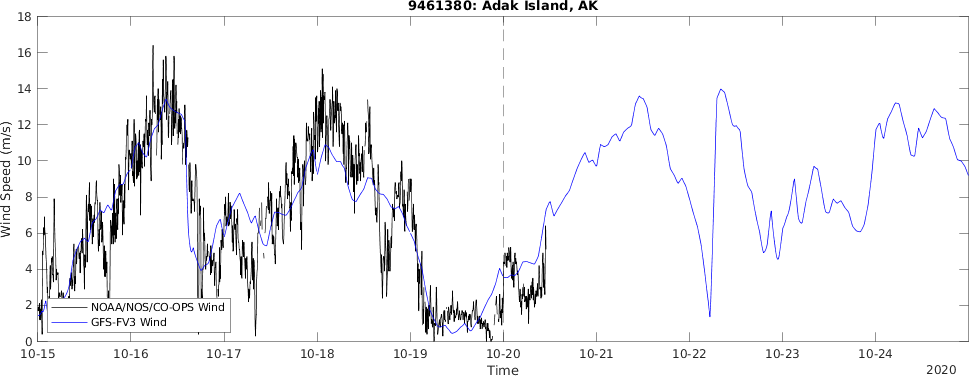 9461380: Adak Island, AK
Wind Speed (m/s)
18
16
14
12
10
8
6
4
2
0
NOAA/NOS/CO-OPS Wind
GFS-FV3 Wind
10-15 10-16 10-17 10-18 10-19 10-20 10-21 10-22 10-23 10-24
Time
2020